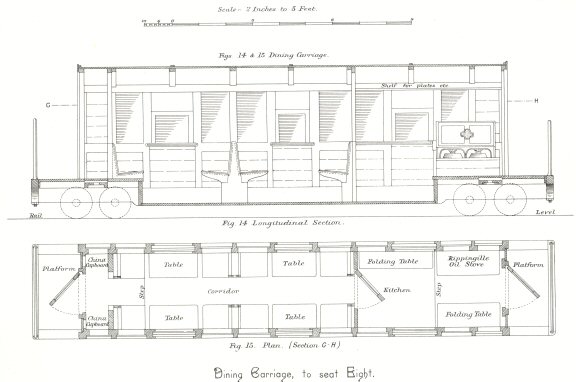 Scale – 2 Inches to 5 Feet.
Figs 14 & 15 Dining Carriage.
Shelf for plates etc
G
H
Rail
Level
Fig. 14 Longitudinal Section.
Platform
China
Cupboard
Table
Table
Folding Table
Rippingille
Oil Stove
Platform
Step
Corridor
Kitchen
Step
China
Cupboard
Table
Table
Folding Table
Fig. 15. Plan. (Section G-H)
Dining Carriage, to seat Eight.